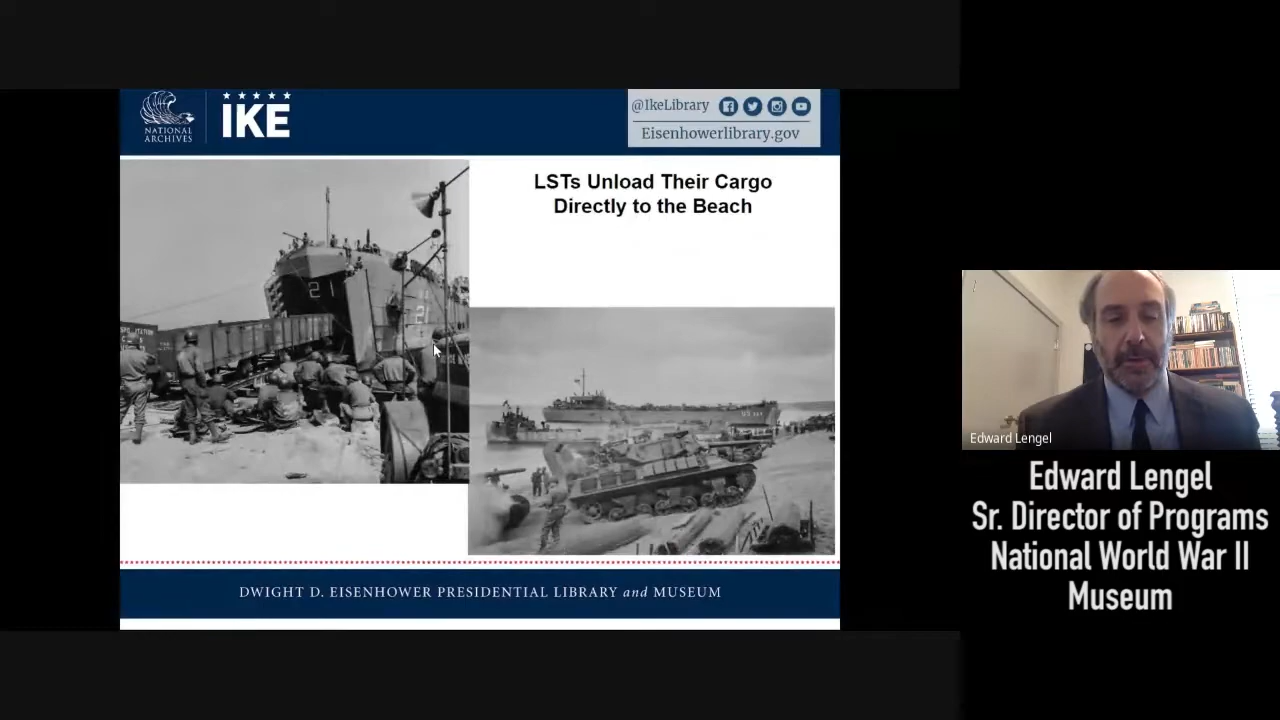 NATIONAL
ARCHIVES
IKE
@IkeLibrary
Eisenhowerlibrary.gov
LSTs Unload Their Cargo
Directly to the Beach
21
21
DWIGHT D. EISENHOWER PRESIDENTIAL LIBRARY and MUSEUM
Edward Lengel
Edward Lengel
Sr. Director of Programs
National World War II
Museum